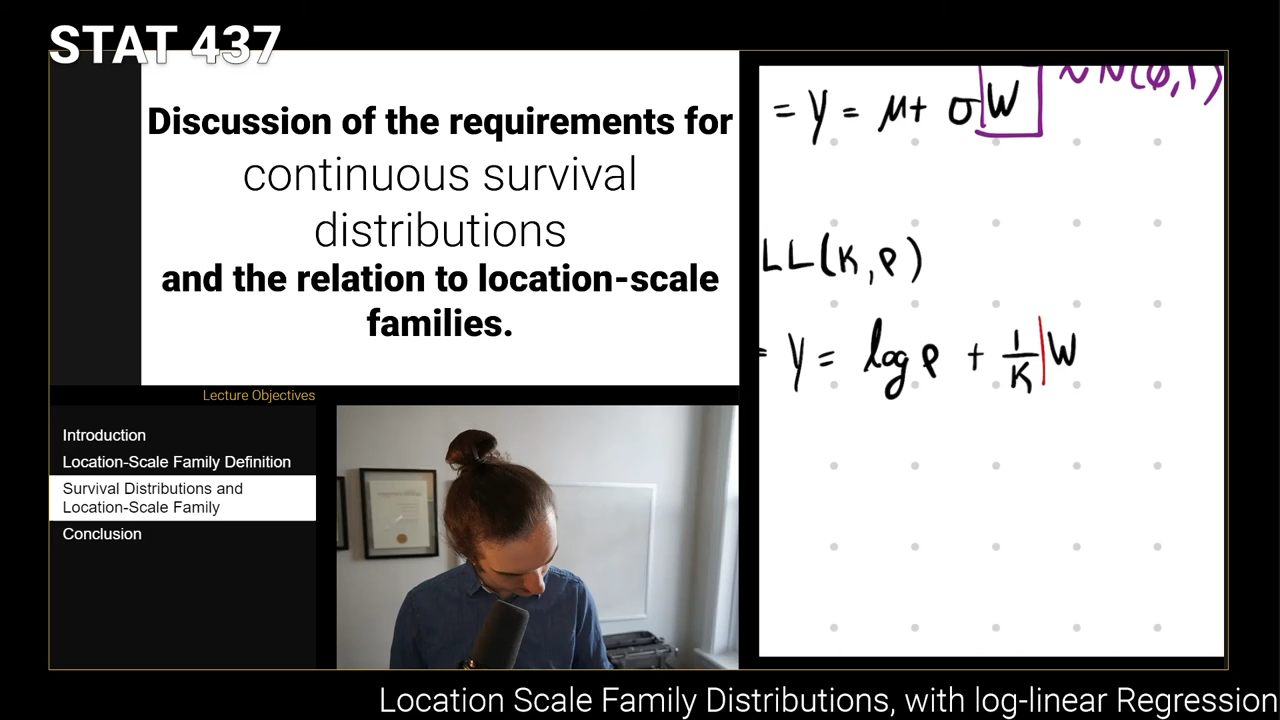 STAT 437
Discussion of the requirements for
continuous survival
distributions
and the relation to location-scale
families.
Lecture Objectives
Introduction
Location-Scale Family Definition
Survival Distributions and
Location-Scale Family
Conclusion
~N(0,1)
= Y = μ + σ W
LL(κ, ρ)
= Y = log ρ + 1/κ W
Location Scale Family Distributions, with log-linear Regression